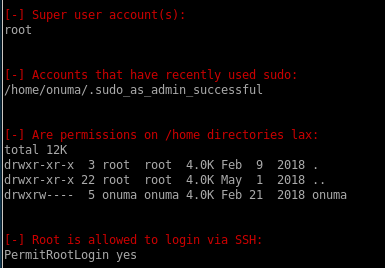 [-] Super user account(s):
root
[-] Accounts that have recently used sudo:
/home/onuma/.sudo_as_admin_successful
[-] Are permissions on /home directories lax:
total 12K
drwxr-xr-x  3 root  root  4.0K Feb  9  2018 .
drwxr-xr-x 22 root  root  4.0K May  1  2018 ..
drwxrw----  5 onuma onuma 4.0K Feb 21  2018 onuma
[-] Root is allowed to login via SSH:
PermitRootLogin yes